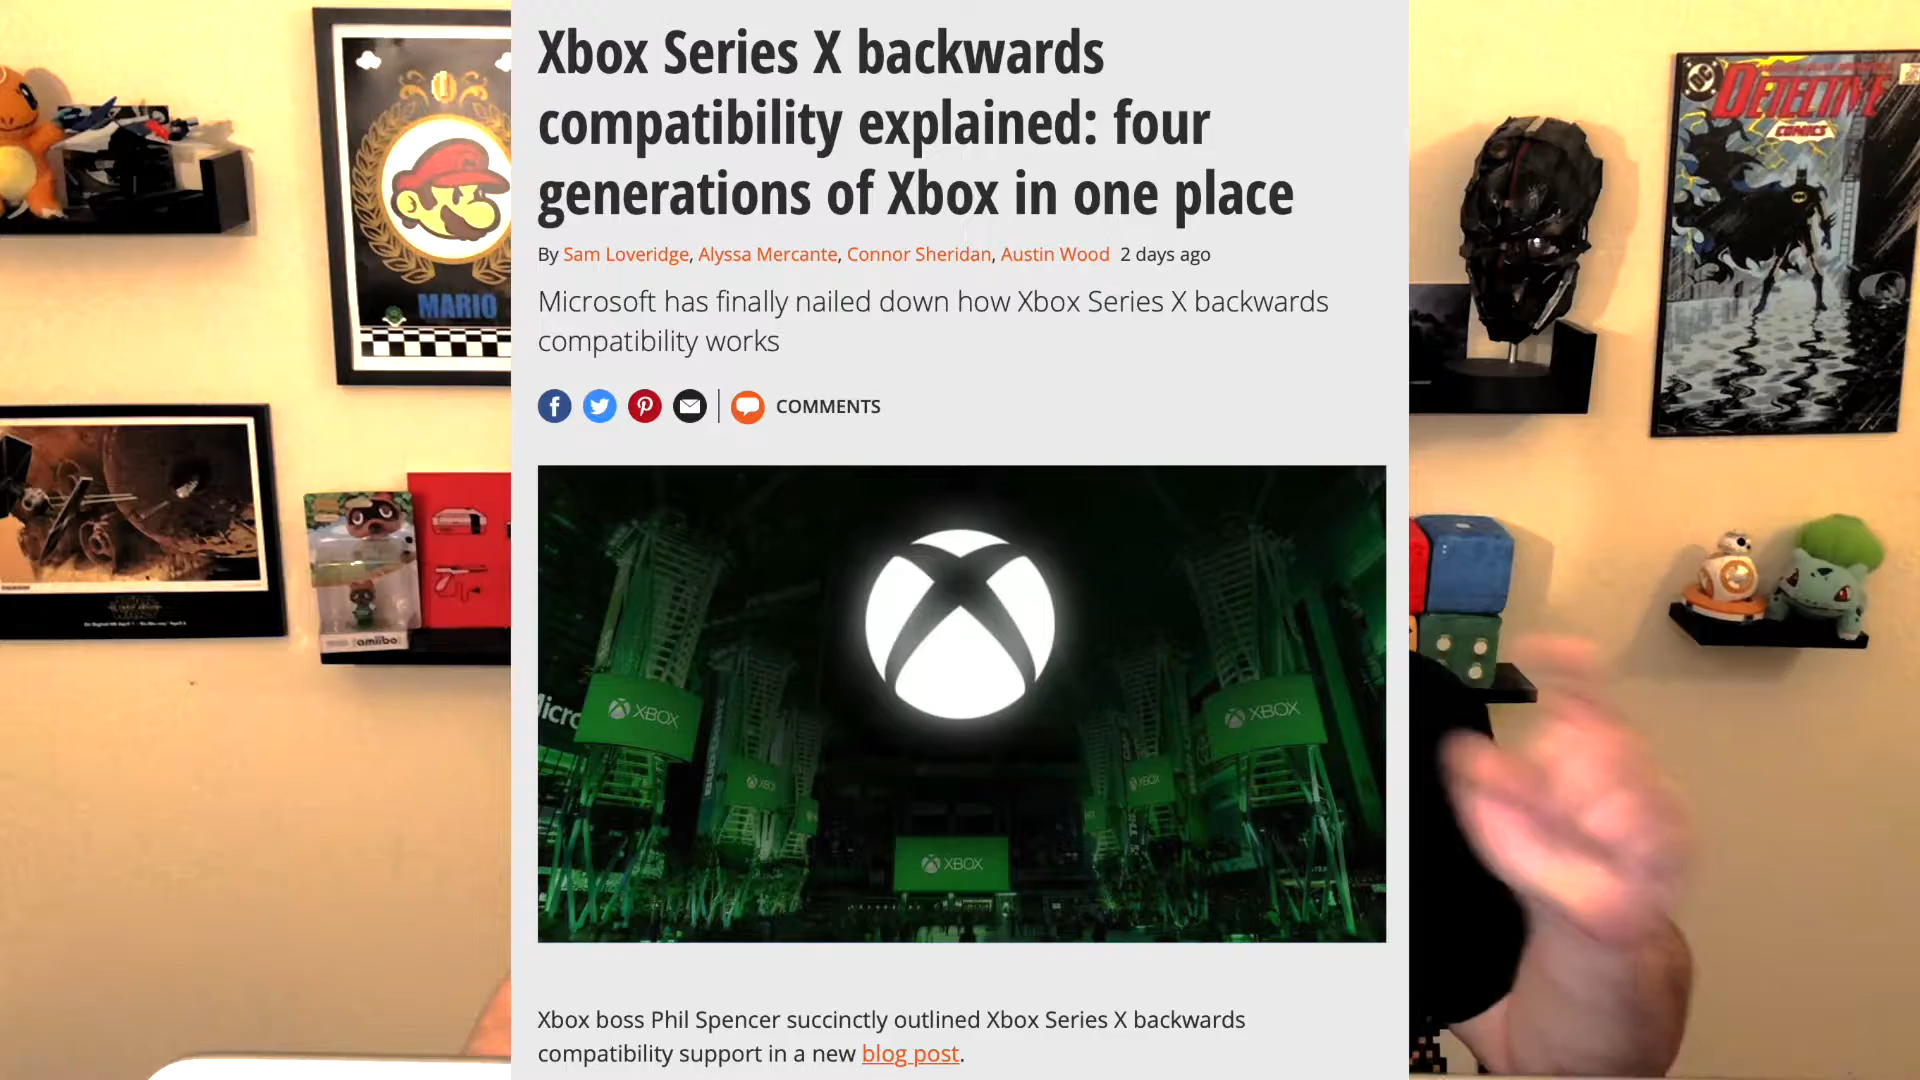 Xbox Series X backwards
compatibility explained: four
generations of Xbox in one place
By Sam Loveridge, Alyssa Mercante, Connor Sheridan, Austin Wood 2 days ago
Microsoft has finally nailed down how Xbox Series X backwards
compatibility works
COMMENTS
XBOX
XBOX
XBOX
XBOX
XBOX
Xbox boss Phil Spencer succinctly outlined Xbox Series X backwards
compatibility support in a new blog post.
MARIO
amiibo
DC
DETECTIVE
COMICS